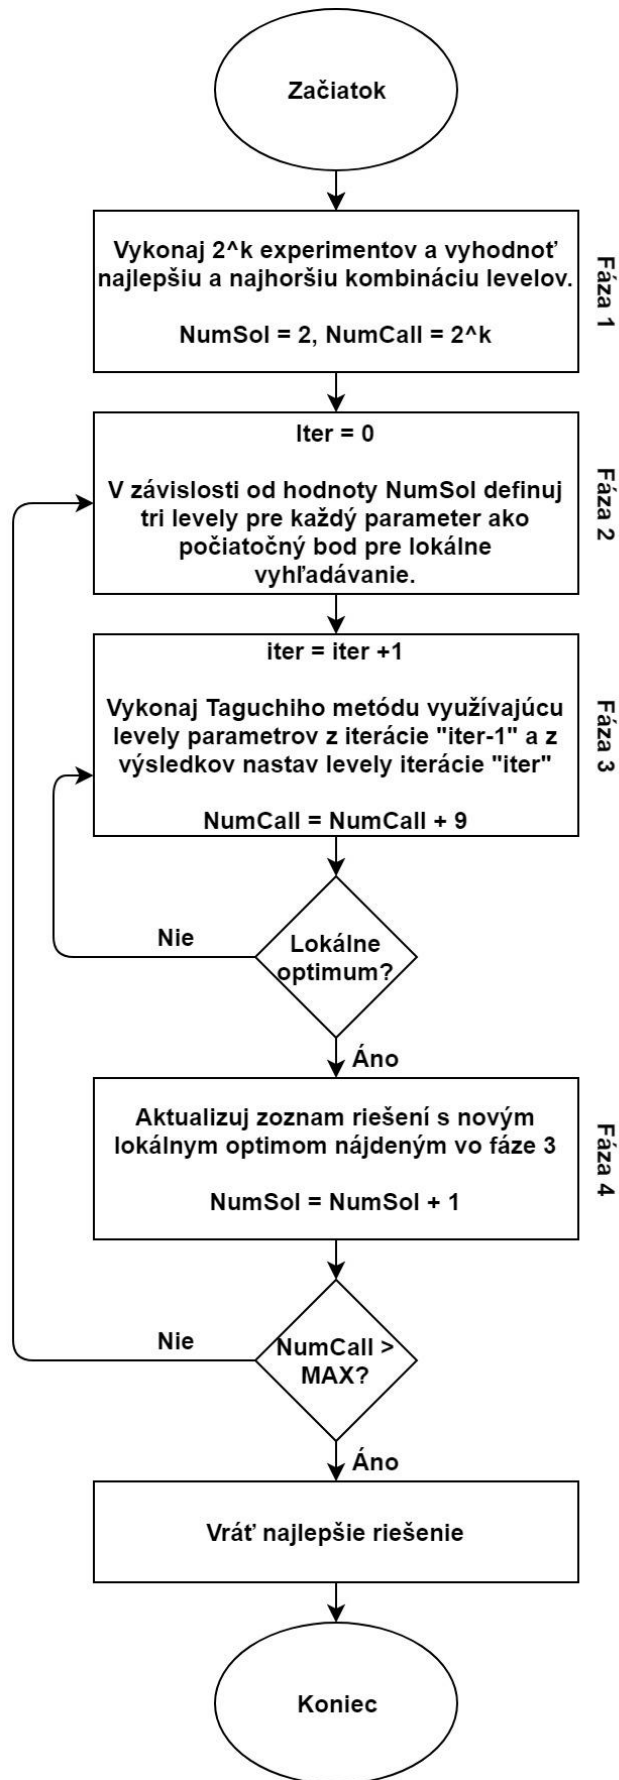 Začiatok
Vykonaj 2^k experimentov a vyhodnoť
najlepšiu a najhoršiu kombináciu levelov.
NumSol = 2, NumCall = 2^k
Fáza 1
Iter = 0
V závislosti od hodnoty NumSol definuj
tri levely pre každý parameter ako
počiatočný bod pre lokálne
vyhľadávanie.
Fáza 2
iter = iter +1
Vykonaj Taguchiho metódu využívajúcu
levely parametrov z iterácie "iter-1" a z
výsledkov nastav levely iterácie "iter"
NumCall = NumCall + 9
Fáza 3
Nie
Lokálne
optimum?
Áno
Aktualizuj zoznam riešení s novým
lokálnym optimom nájdeným vo fáze 3
NumSol = NumSol + 1
Fáza 4
Nie
NumCall >
MAX?
Áno
Vráť najlepšie riešenie
Koniec